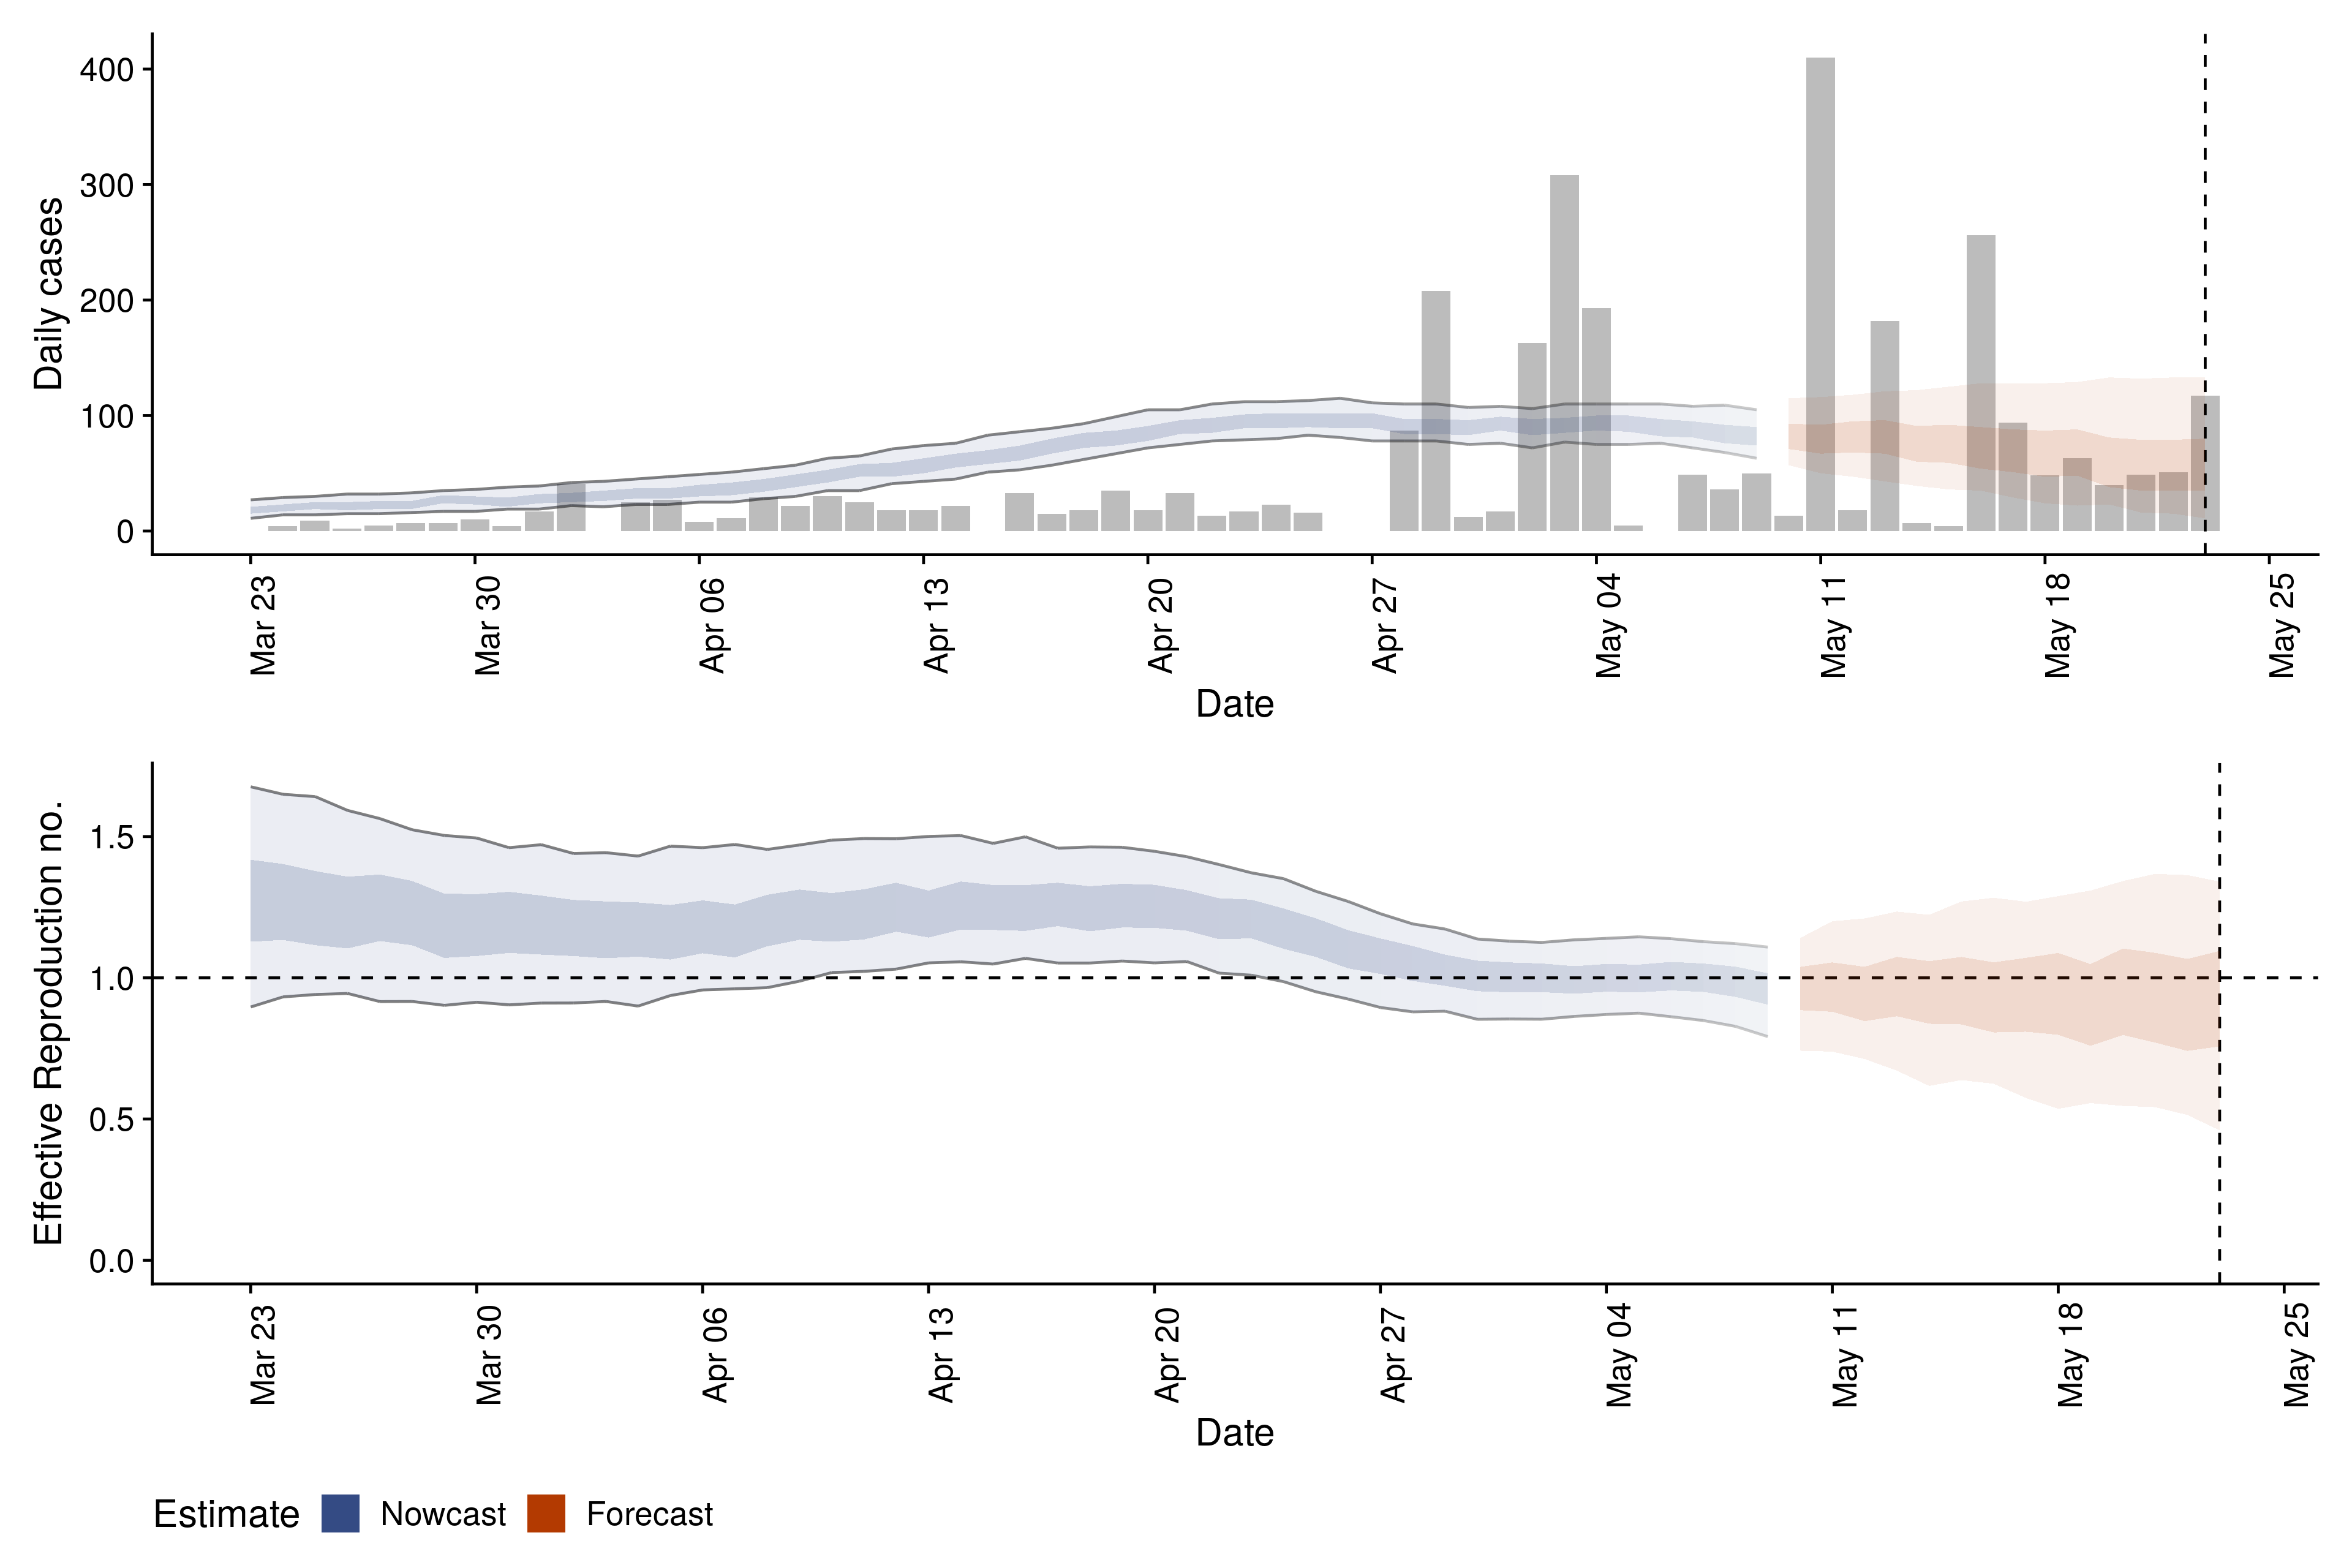 Daily cases
400
300
200
100
0
Mar 23
Mar 30
Apr 06
Apr 13
Apr 20
Apr 27
May 04
May 11
May 18
May 25
Date
Effective Reproduction no.
1.5
1.0
0.5
0.0
Mar 23
Mar 30
Apr 06
Apr 13
Apr 20
Apr 27
May 04
May 11
May 18
May 25
Date
Estimate Nowcast Forecast